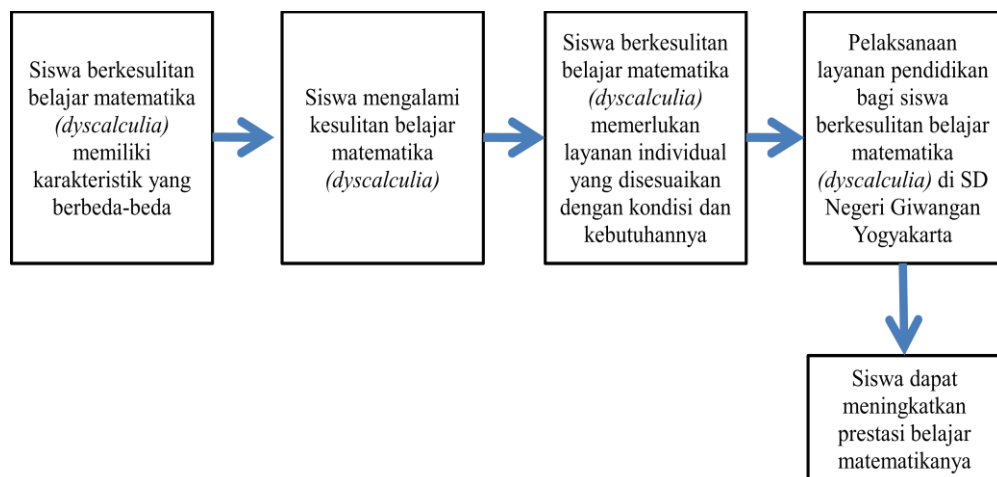 Siswa berkesulitan
belajar matematika
(dyscalculia)
memiliki
karakteristik yang
berbeda-beda
Siswa mengalami
kesulitan belajar
matematika
(dyscalculia)
Siswa berkesulitan
belajar matematika
(dyscalculia)
memerlukan
layanan individual
yang disesuaikan
dengan kondisi dan
kebutuhannya
Pelaksanaan
layanan pendidikan
bagi siswa
berkesulitan belajar
matematika
(dyscalculia) di SD
Negeri Giwangan
Yogyakarta
Siswa dapat
meningkatkan
prestasi belajar
matematikanya